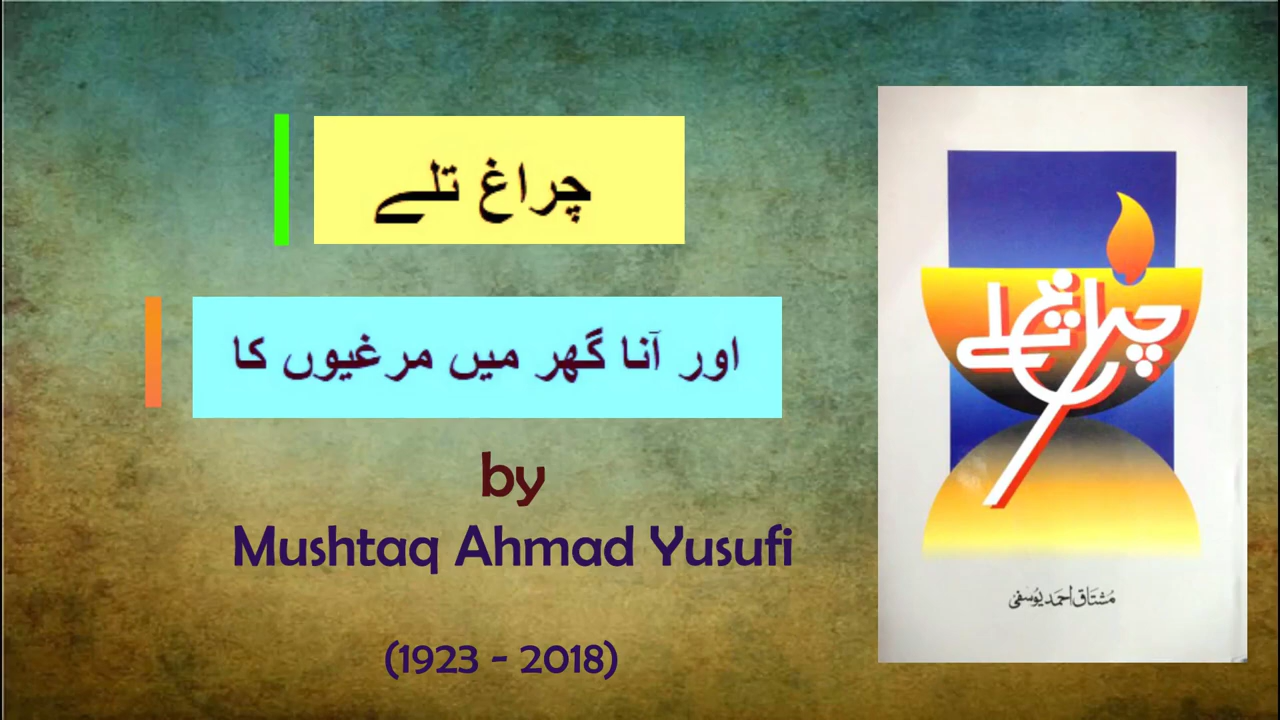 چراغ تلے
اور آنا گھر میں مرغیوں کا
by
Mushtaq Ahmad Yusufi
(1923 - 2018)
چراغ تلے
مشتاق احمد یوسفی